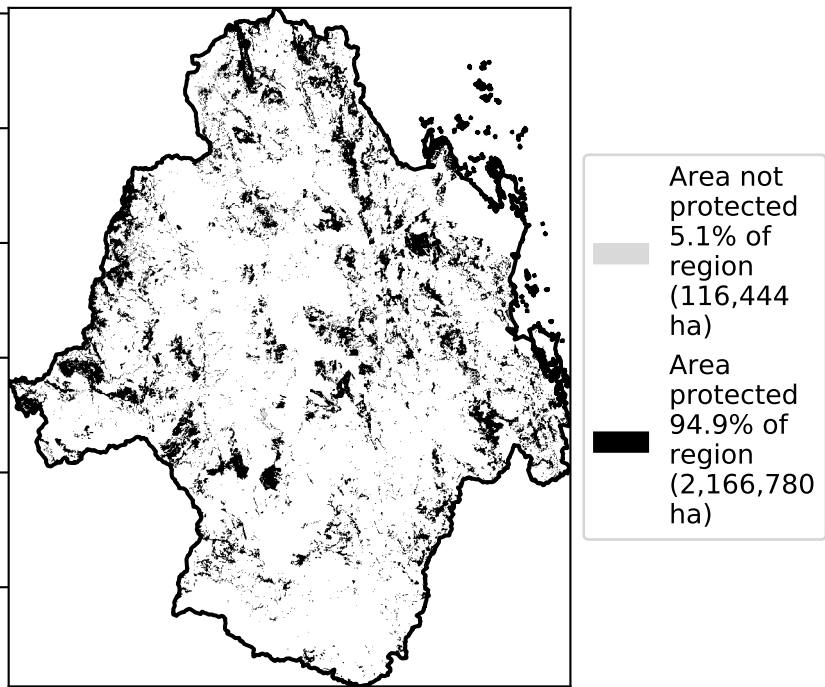 Area not
protected
5.1% of
region
(116,444
ha)
Area
protected
94.9% of
region
(2,166,780
ha)